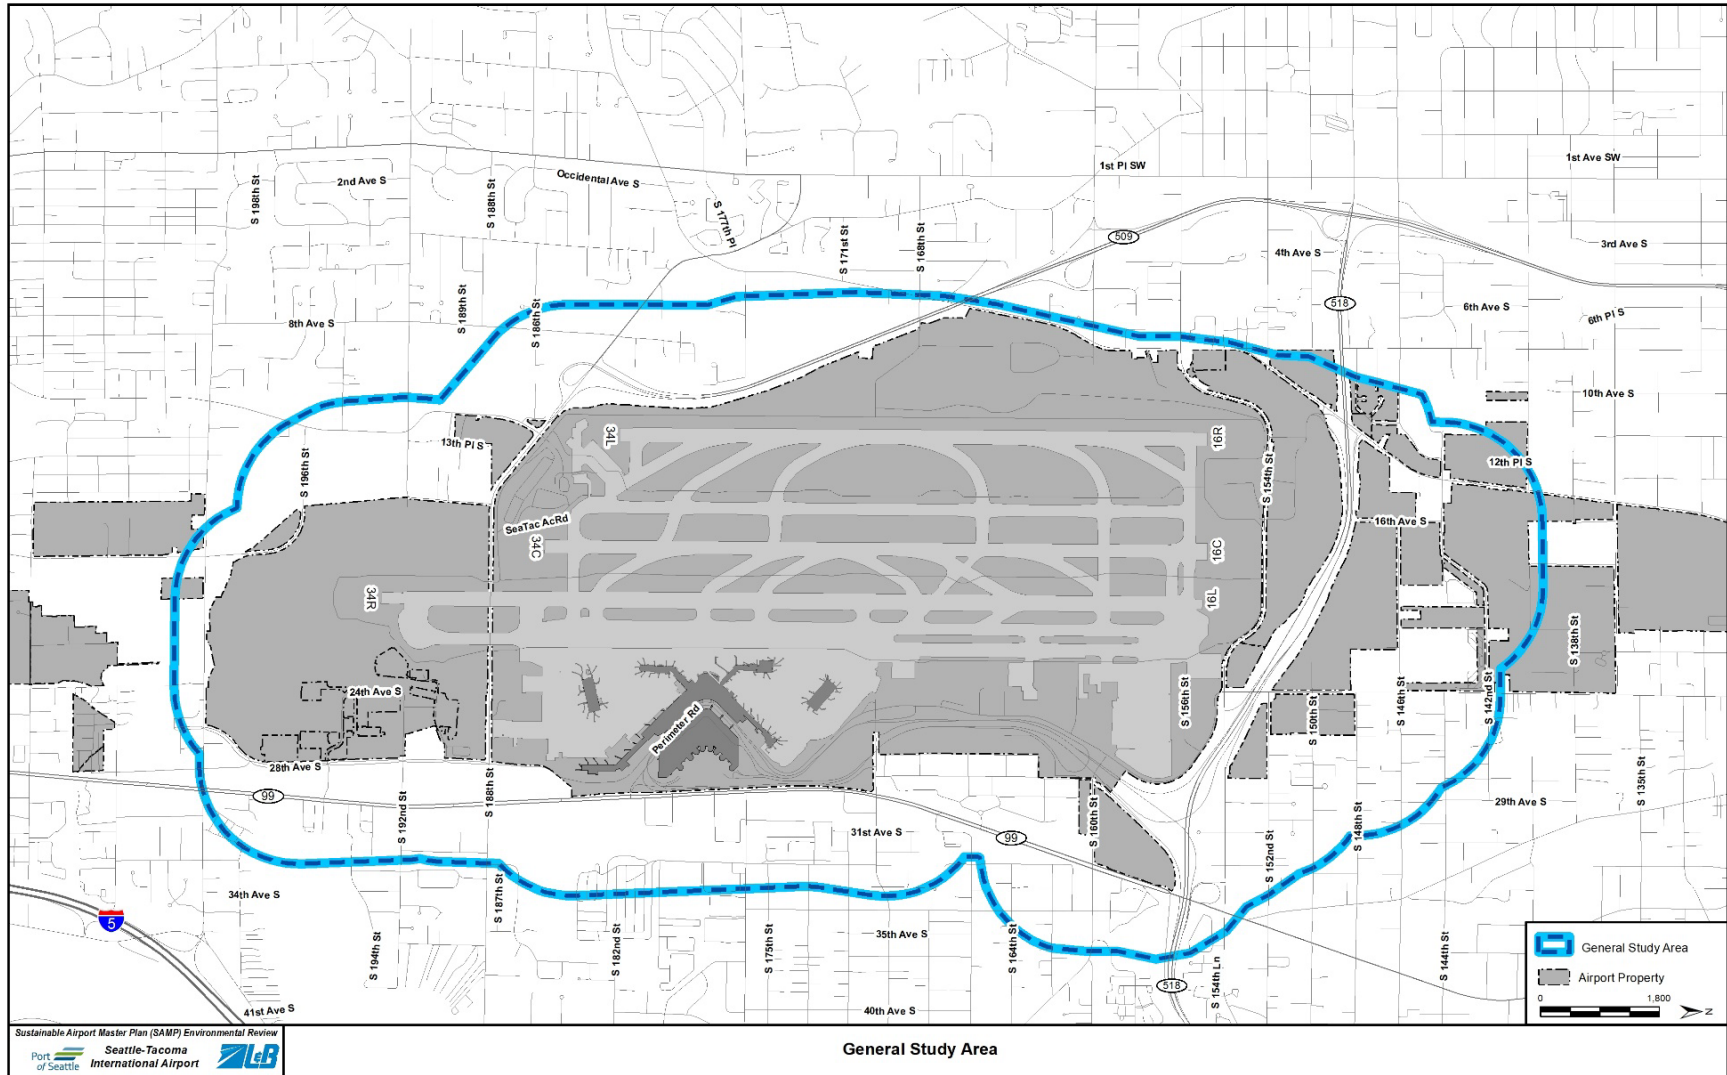 1st Pl SW
1st Ave SW
2nd Ave S
Occidental Ave S
S 198th St
S 188th St
S 177th Pl
S 171st St
S 168th St
509
4th Ave S
3rd Ave S
518
S 189th St
S 186th St
8th Ave S
6th Ave S
6th Pl S
10th Ave S
13th Pl S
34L
16R
12th Pl S
S 196th St
S 154th St
SeaTac AcRd
34C
16C
16th Ave S
34R
16L
S 138th St
24th Ave S
Perimeter Rd
S 156th St
S 150th St
S 146th St
S 142nd St
28th Ave S
99
S 192nd St
S 188th St
31st Ave S
99
S 160th St
S 152nd St
S 148th St
29th Ave S
S 135th St
34th Ave S
S 187th St
5
S 194th St
S 182nd St
S 175th St
35th Ave S
S 164th St
518
S 154th Ln
S 144th St
41st Ave S
40th Ave S
General Study Area
Airport Property
0
1,800
N
Sustainable Airport Master Plan (SAMP) Environmental Review
Port
of Seattle
Seattle-Tacoma
International Airport
L&B
General Study Area